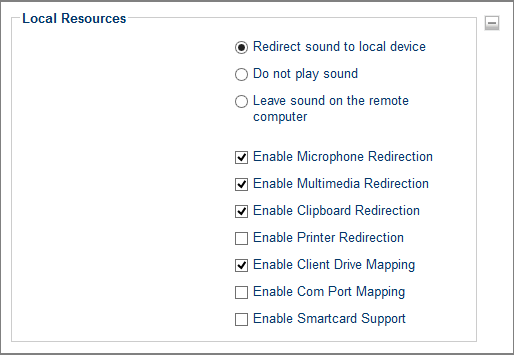 Local Resources
Redirect sound to local device
Do not play sound
Leave sound on the remote
computer
Enable Microphone Redirection
Enable Multimedia Redirection
Enable Clipboard Redirection
Enable Printer Redirection
Enable Client Drive Mapping
Enable Com Port Mapping
Enable Smartcard Support